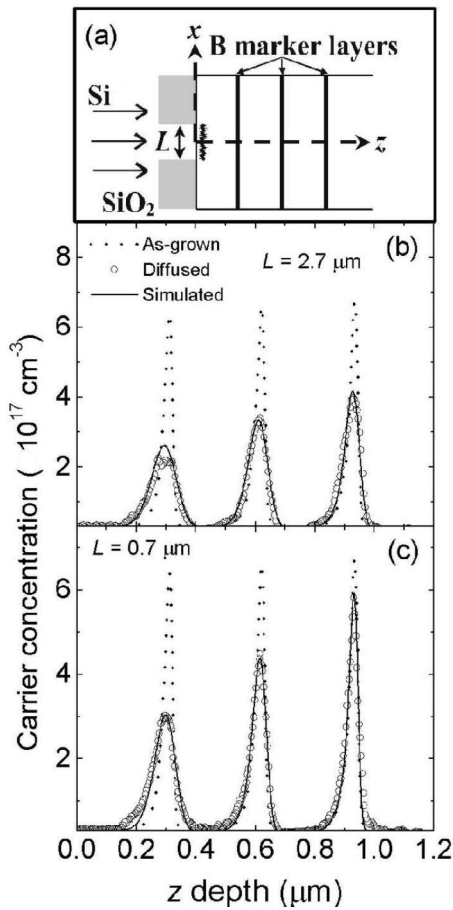 (a)
x
B marker layers
Si
L
z
SiO₂
As-grown
Diffused
Simulated
L = 2.7 μm
(b)
8
6
4
2
L = 0.7 μm
(c)
6
4
2
Carrier concentration ( 10¹⁷ cm⁻³)
0.0 0.2 0.4 0.6 0.8 1.0 1.2
z depth (μm)